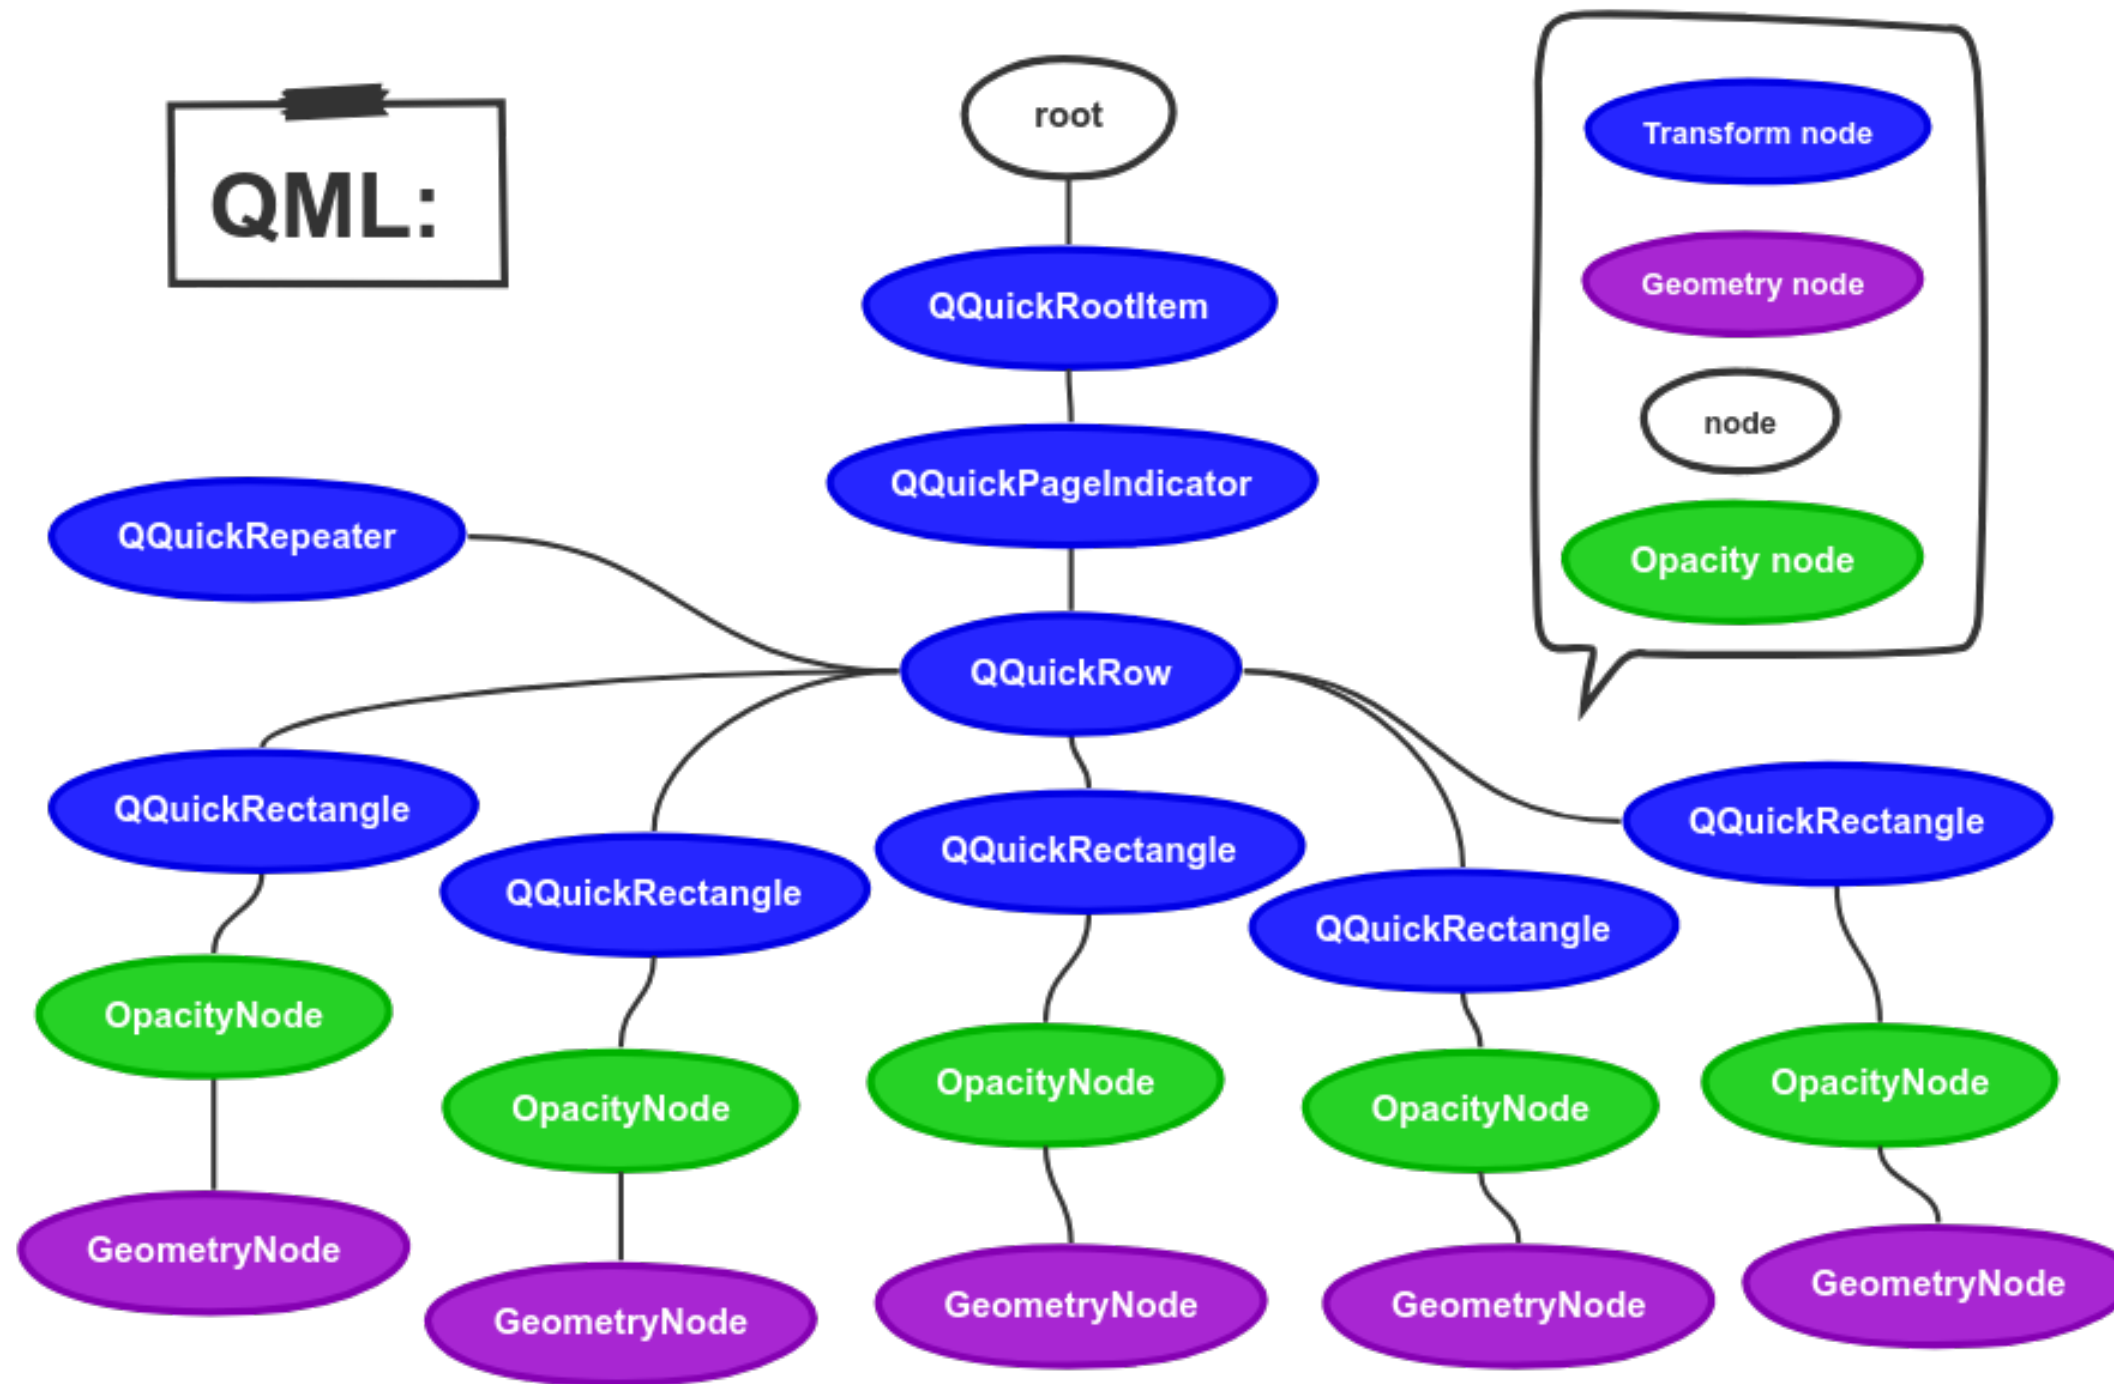 QML:
root
QQuickRootItem
QQuickPageIndicator
QQuickRepeater
QQuickRow
QQuickRectangle
QQuickRectangle
QQuickRectangle
QQuickRectangle
QQuickRectangle
OpacityNode
OpacityNode
OpacityNode
OpacityNode
OpacityNode
GeometryNode
GeometryNode
GeometryNode
GeometryNode
GeometryNode
Transform node
Geometry node
node
Opacity node